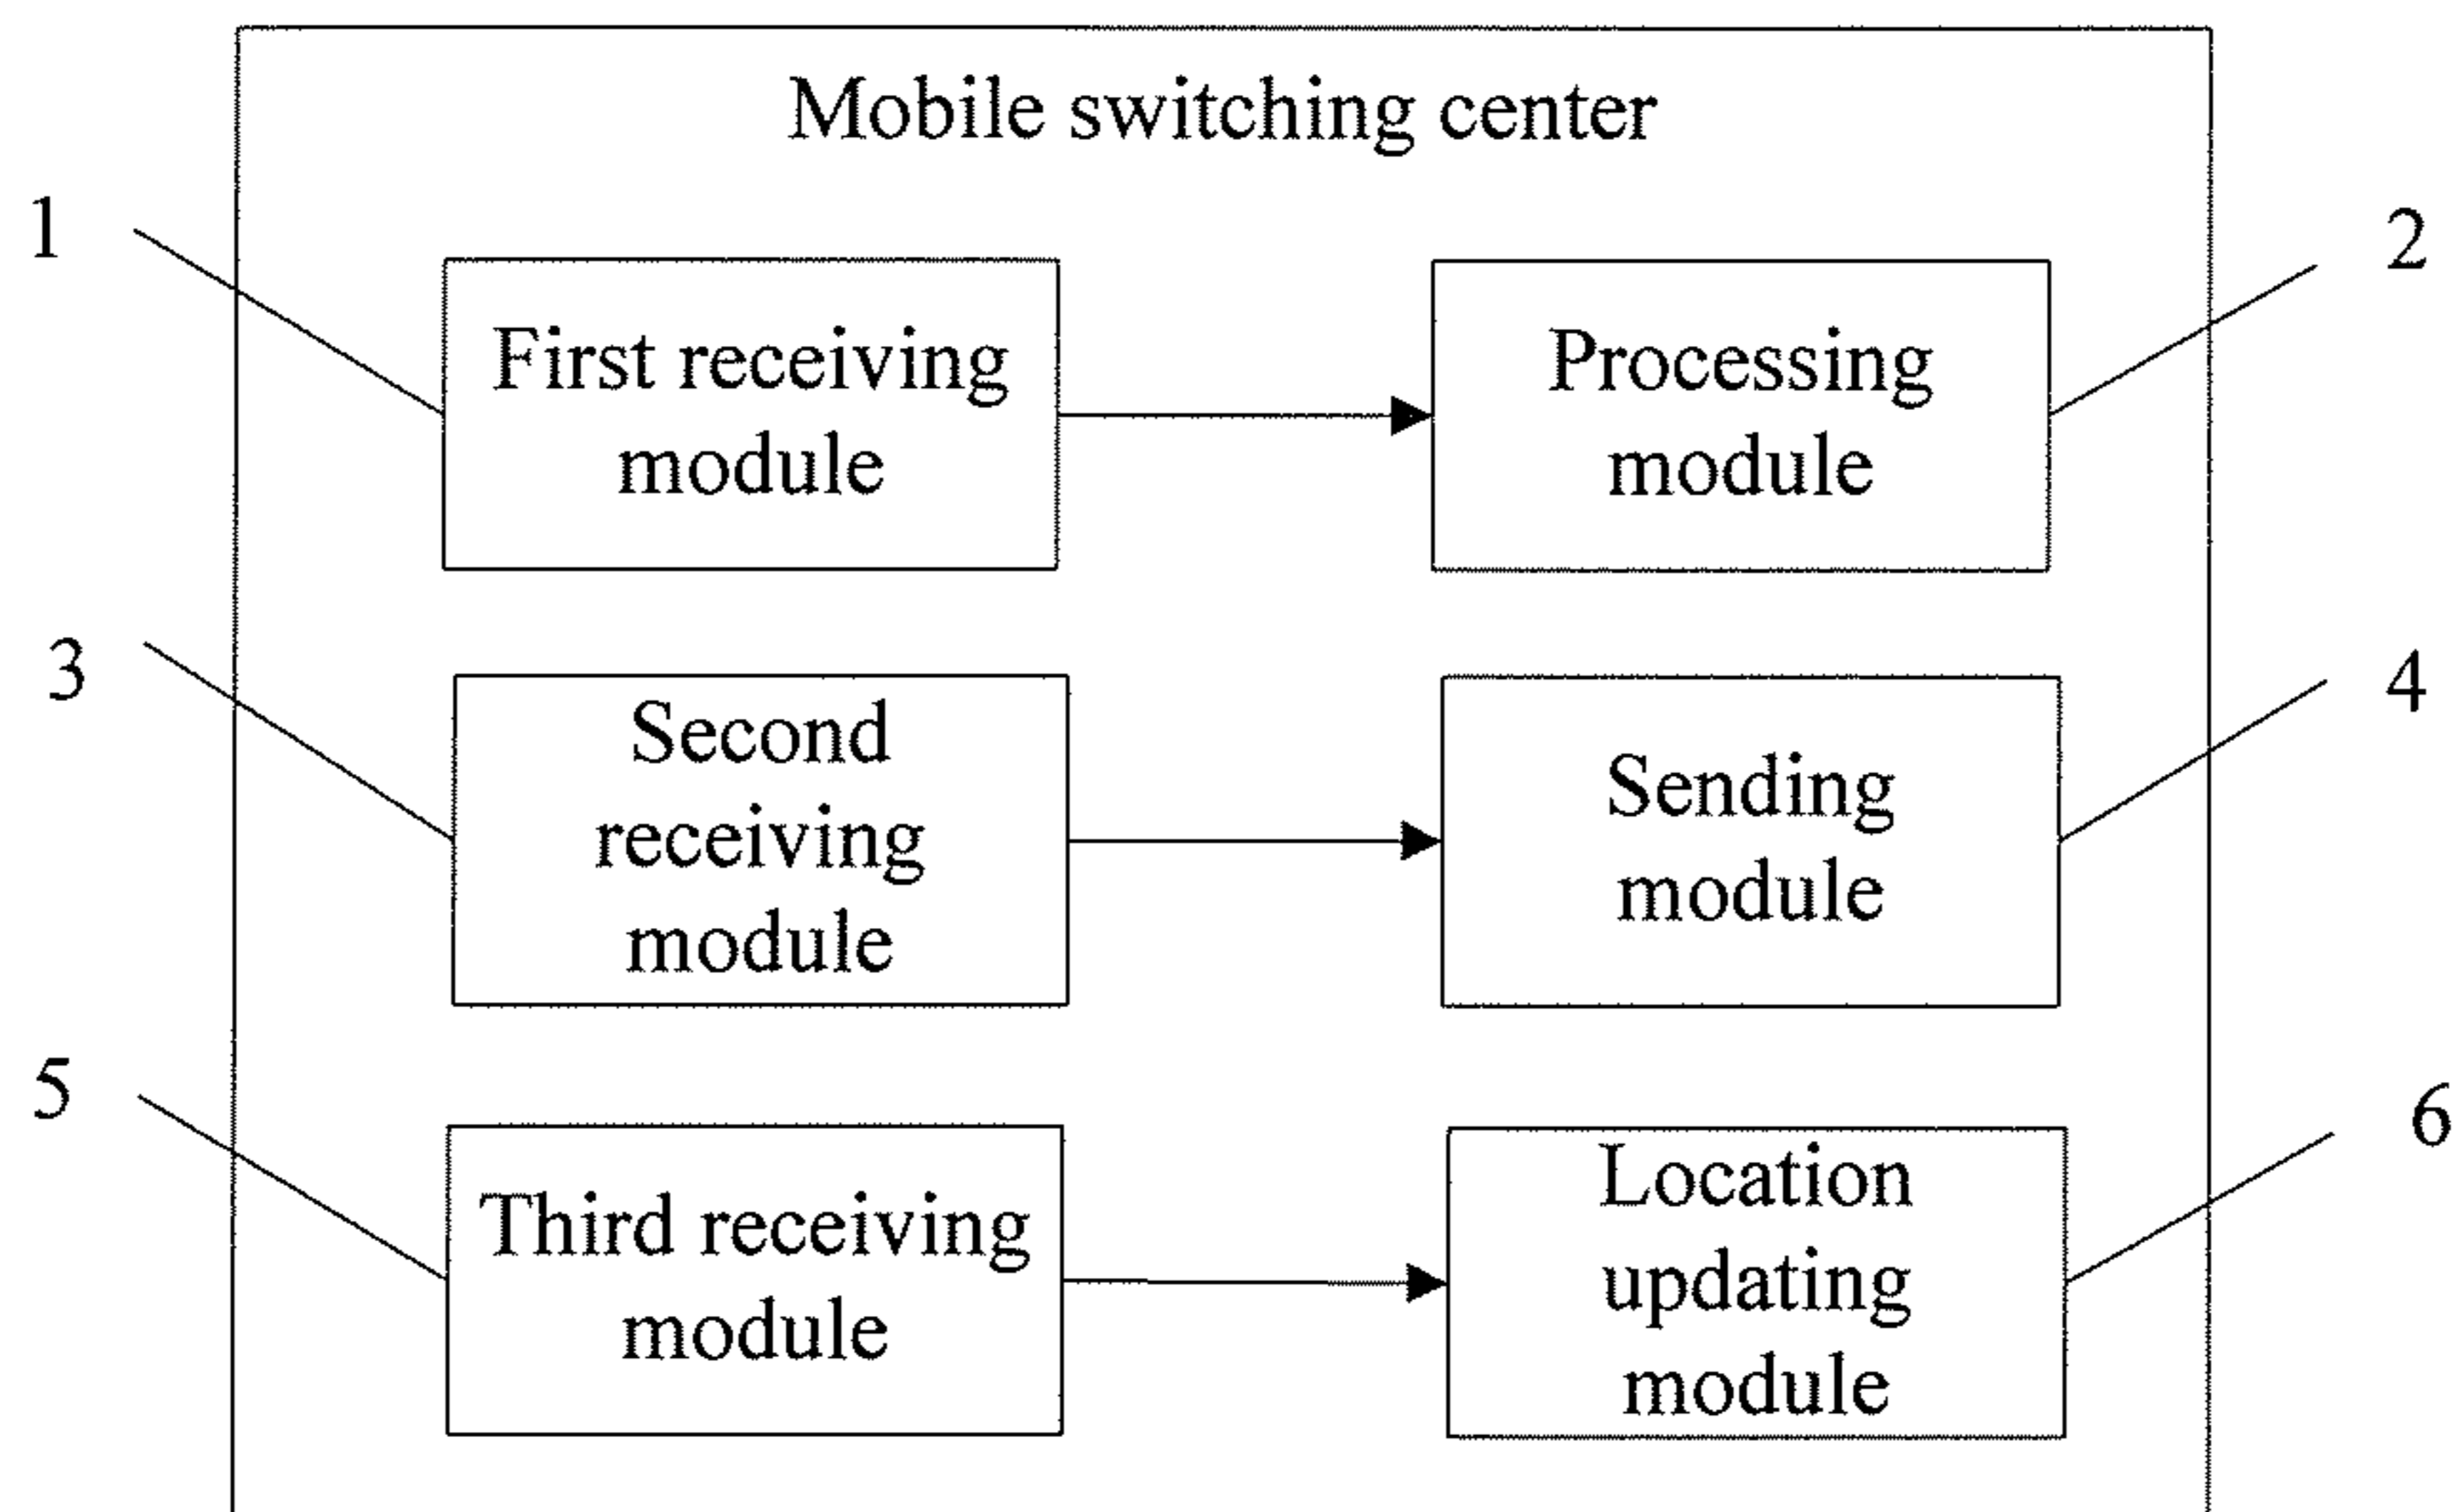 Mobile switching center
1
2
First receiving
module
Processing
module
3
4
Second
receiving
module
Sending
module
5
6
Third receiving
module
Location
updating
module